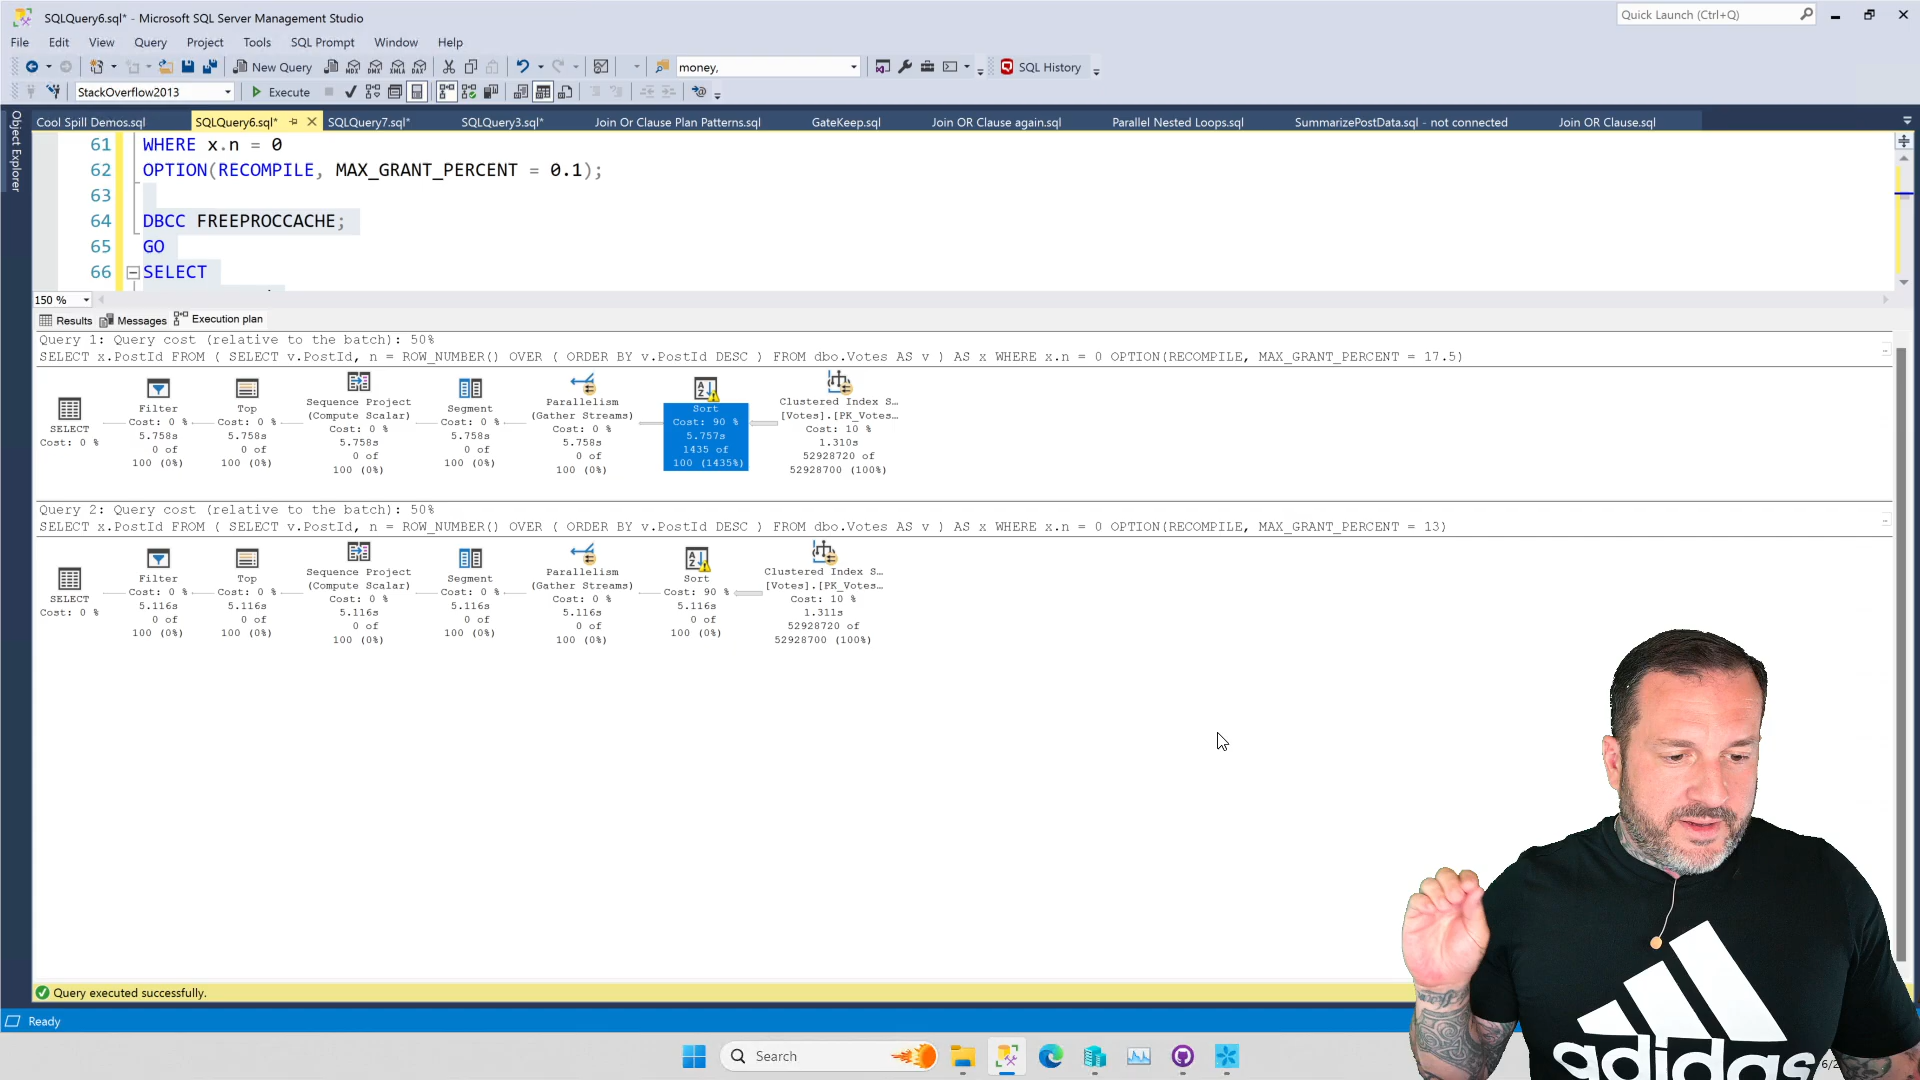 SQLQuery6.sql* - Microsoft SQL Server Management Studio
Quick Launch (Ctrl+Q)
File Edit View Query Project Tools SQL Prompt Window Help
New Query MDX DMX XMLA DAX money, SQL History
StackOverflow2013 Execute
Object Explorer
Cool Spill Demos.sql SQLQuery6.sql* SQLQuery7.sql* SQLQuery3.sql* Join Or Clause Plan Patterns.sql GateKeep.sql Join OR Clause again.sql Parallel Nested Loops.sql SummarizePostData.sql - not connected Join OR Clause.sql
61 WHERE x.n = 0
62 OPTION(RECOMPILE, MAX_GRANT_PERCENT = 0.1);
63
64 DBCC FREEPROCCACHE;
65 GO
66 SELECT
150 %
Results Messages Execution plan
Query 1: Query cost (relative to the batch): 50%
SELECT x.PostId FROM ( SELECT v.PostId, n = ROW_NUMBER() OVER ( ORDER BY v.PostId DESC ) FROM dbo.Votes AS v ) AS x WHERE x.n = 0 OPTION(RECOMPILE, MAX_GRANT_PERCENT = 17.5)
SELECT
Cost: 0 %
Filter
Cost: 0 %
5.758s
0 of
100 (0%)
Top
Cost: 0 %
5.758s
0 of
100 (0%)
Sequence Project
(Compute Scalar)
Cost: 0 %
5.758s
0 of
100 (0%)
Segment
Cost: 0 %
5.758s
0 of
100 (0%)
Parallelism
(Gather Streams)
Cost: 0 %
5.758s
0 of
100 (0%)
Sort
Cost: 90 %
5.757s
1435 of
100 (1435%)
Clustered Index S…
[Votes].[PK_Votes…
Cost: 10 %
1.310s
52928720 of
52928700 (100%)
Query 2: Query cost (relative to the batch): 50%
SELECT x.PostId FROM ( SELECT v.PostId, n = ROW_NUMBER() OVER ( ORDER BY v.PostId DESC ) FROM dbo.Votes AS v ) AS x WHERE x.n = 0 OPTION(RECOMPILE, MAX_GRANT_PERCENT = 13)
SELECT
Cost: 0 %
Filter
Cost: 0 %
5.116s
0 of
100 (0%)
Top
Cost: 0 %
5.116s
0 of
100 (0%)
Sequence Project
(Compute Scalar)
Cost: 0 %
5.116s
0 of
100 (0%)
Segment
Cost: 0 %
5.116s
0 of
100 (0%)
Parallelism
(Gather Streams)
Cost: 0 %
5.116s
0 of
100 (0%)
Sort
Cost: 90 %
5.116s
0 of
100 (0%)
Clustered Index S…
[Votes].[PK_Votes…
Cost: 10 %
1.311s
52928720 of
52928700 (100%)
Query executed successfully.
Ready
Search
adidas